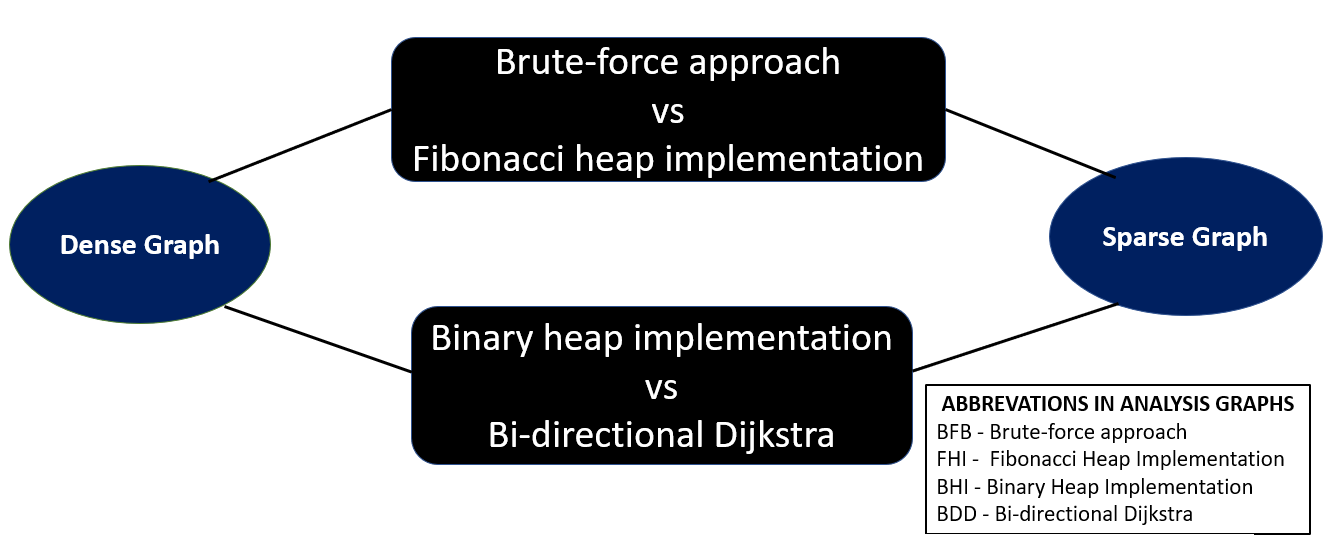 Brute-force approach
vs
Fibonacci heap implementation
Dense Graph
Sparse Graph
Binary heap implementation
vs
Bi-directional Dijkstra
ABBREVATIONS IN ANALYSIS GRAPHS
BFB - Brute-force approach
FHI - Fibonacci Heap Implementation
BHI - Binary Heap Implementation
BDD - Bi-directional Dijkstra